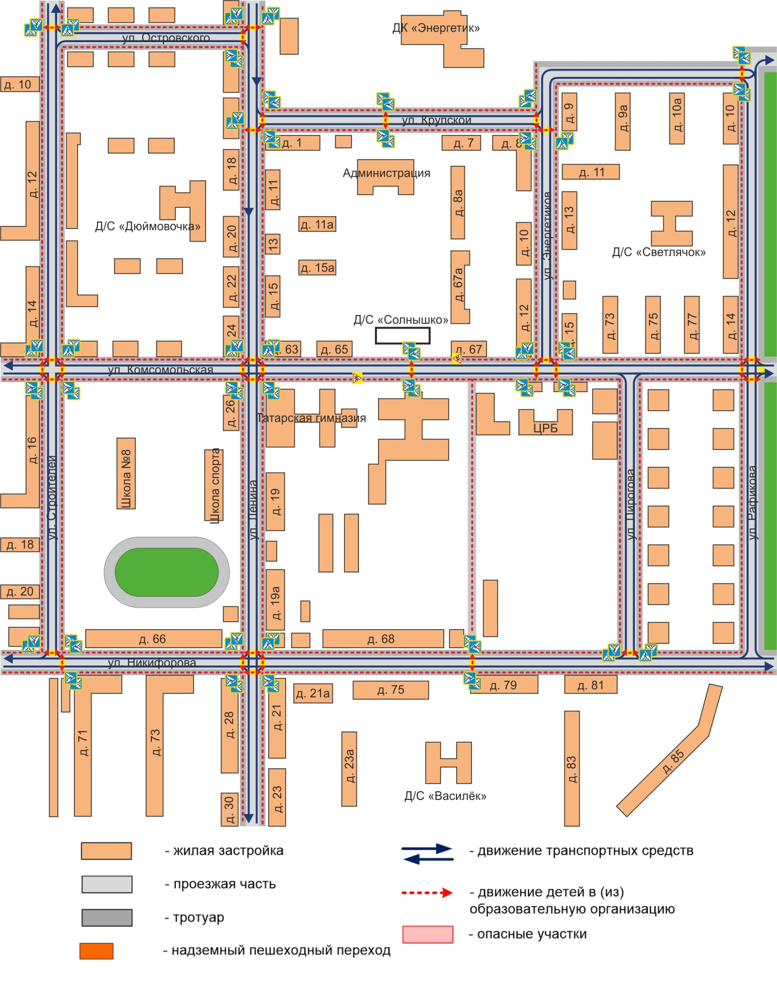 ул. Островского
ДК «Энергетик»
д. 10
ул. Крупской
д. 9
д. 9а
д. 10а
д. 10
д. 1
д. 7
д. 8
д. 12
д. 18
д. 11
Администрация
д. 8а
д. 11
Д/С «Дюймовочка»
д. 20
13
д. 11а
д. 15а
д. 10
ул. Энергетиков
д. 13
Д/С «Светлячок»
д. 12
д. 14
д. 22
д. 15
д. 67а
Д/С «Солнышко»
д. 12
24
д. 63
д. 65
д. 67
д. 15
д. 73
д. 75
д. 77
д. 14
ул. Комсомольская
д. 16
д. 26
Татарская гимназия
ЦРБ
Школа №8
Школа спорта
ул. Строителей
ул. Ленина
д. 19
ул. Пирогова
ул. Рафикова
д. 18
д. 20
д. 19а
д. 66
д. 68
ул. Никифорова
д. 71
д. 73
д. 28
д. 21
д. 21а
д. 75
д. 79
д. 81
д. 30
д. 23
д. 23а
Д/С «Василёк»
д. 83
д. 85
- жилая застройка
- проезжая часть
- тротуар
- надземный пешеходный переход
- движение транспортных средств
- движение детей в (из)
образовательную организацию
- опасные участки